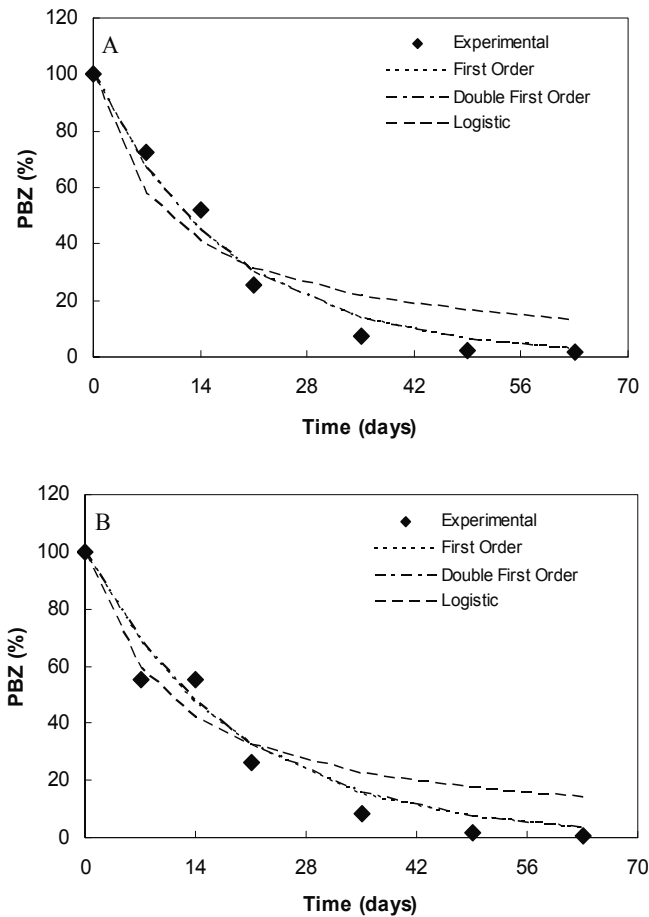 120
A
Experimental
100
First Order
Double First Order
80
Logistic
PBZ (%)
60
40
20
0
0 14 28 42 56 70
Time (days)
120
B
Experimental
100
First Order
Double First Order
80
Logistic
PBZ (%)
60
40
20
0
0 14 28 42 56 70
Time (days)